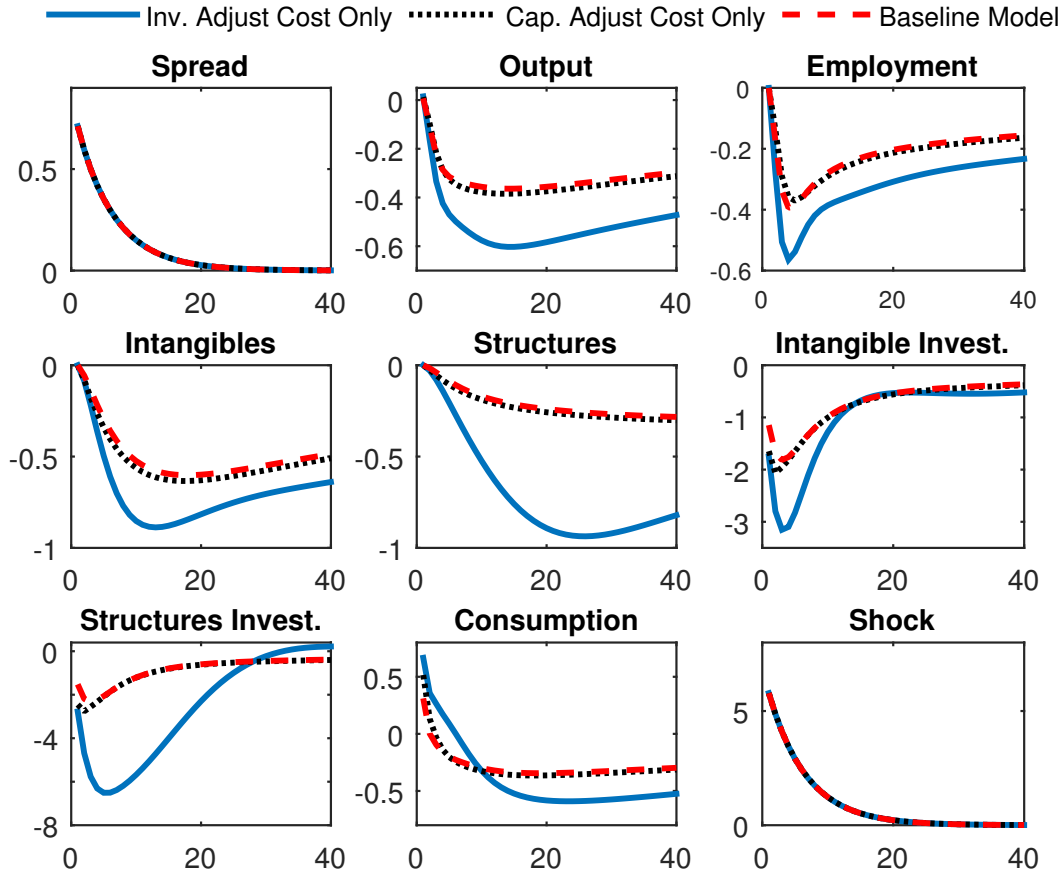 Inv. Adjust Cost Only Cap. Adjust Cost Only Baseline Model
Spread
0.5
0
0 20 40
Output
0
-0.2
-0.4
-0.6
0 20 40
Employment
0
-0.2
-0.4
-0.6
0 20 40
Intangibles
0
-0.5
-1
0 20 40
Structures
0
-0.5
-1
0 20 40
Intangible Invest.
0
-1
-2
-3
0 20 40
Structures Invest.
0
-4
-8
0 20 40
Consumption
0.5
0
-0.5
0 20 40
Shock
5
0
0 20 40